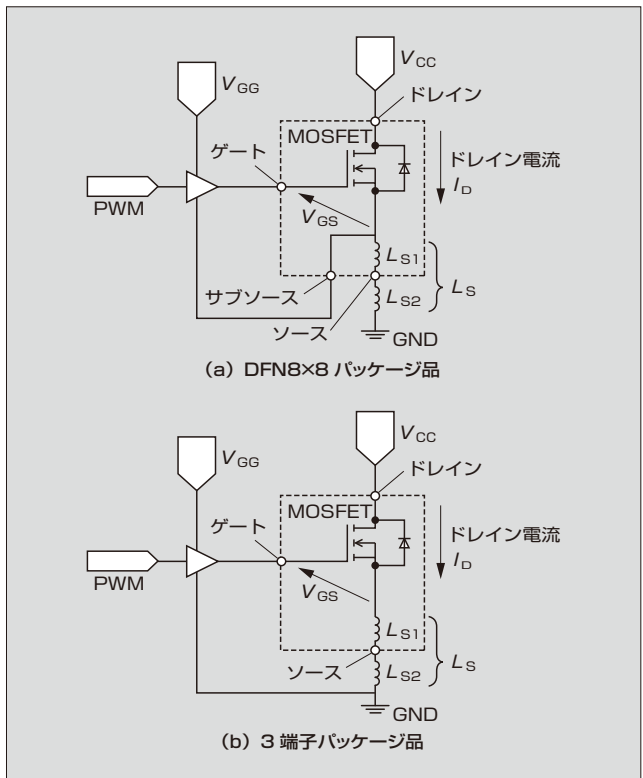 VCC
VGG
ドレイン
MOSFET
ゲート
ドレイン電流
ID
PWM
VGS
LS1
サブソース
LS2
LS
ソース
GND
(a) DFN8×8 パッケージ品
VCC
VGG
ドレイン
MOSFET
ゲート
ドレイン電流
ID
PWM
VGS
LS1
ソース
LS2
LS
GND
(b) 3 端子パッケージ品